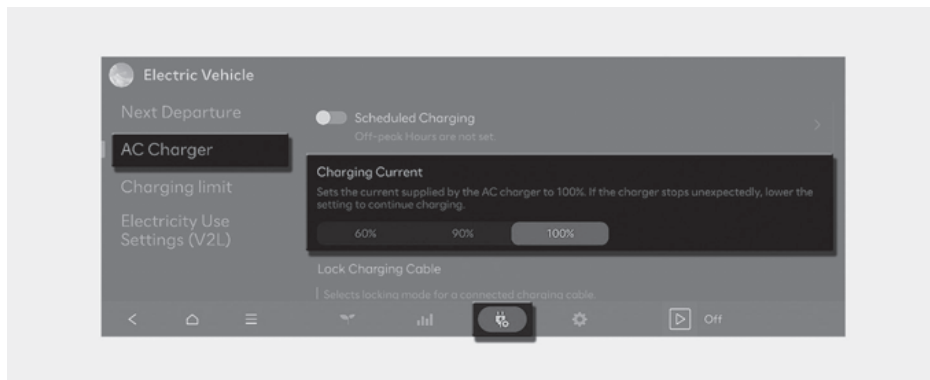 Electric Vehicle
Next Departure
AC Charger
Charging limit
Electricity Use
Settings (V2L)
Scheduled Charging
Off-peak Hours are not set.
Charging Current
Sets the current supplied by the AC charger to 100%. If the charger stops unexpectedly, lower the
setting to continue charging.
60% 90% 100%
Lock Charging Cable
Selects locking mode for a connected charging cable.
Off